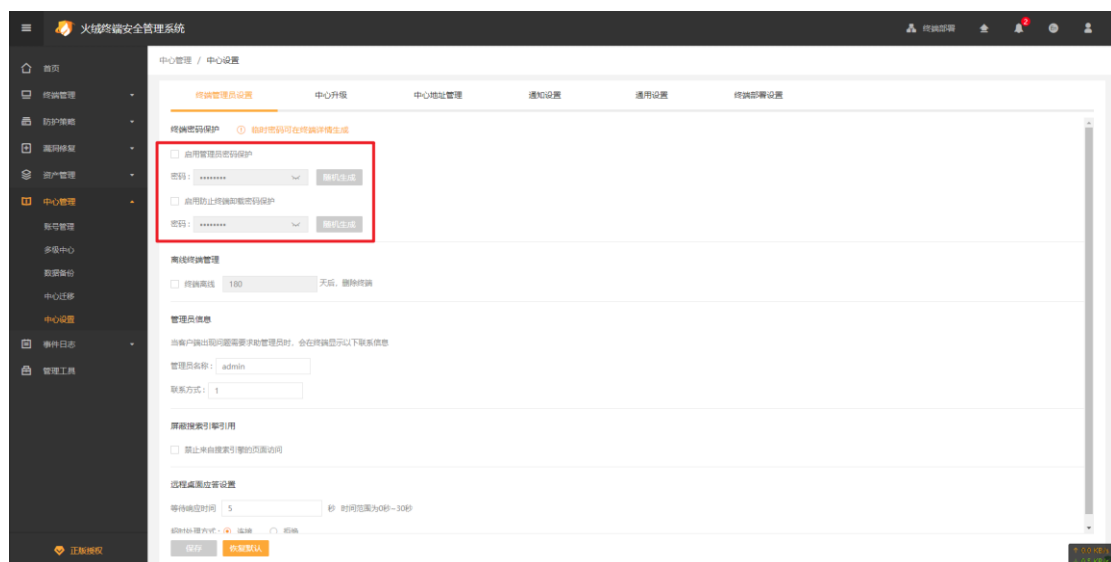 火绒终端安全管理系统
终端部署
2
首页
终端管理
防护策略
漏洞修复
资产管理
中心管理
账号管理
多级中心
数据备份
中心迁移
中心设置
事件日志
管理工具
正版授权
中心管理 / 中心设置
终端管理员设置 中心升级 中心地址管理 通知设置 通用设置 终端部署设置
终端密码保护 临时密码可在终端详情生成
启用管理员密码保护
密码: •••••••• 随机生成
启用防止终端卸载密码保护
密码: •••••••• 随机生成
离线终端管理
终端离线 180 天后, 删除终端
管理员信息
当客户端出现问题需要求助管理员时, 会在终端显示以下联系信息
管理员名称: admin
联系方式: 1
屏蔽搜索引擎引用
禁止来自搜索引擎的页面访问
远程桌面应答设置
等待响应时间 5 秒 时间范围为0秒~30秒
超时处理方式: 连接 拒绝
保存 恢复默认
0.0 KB/s